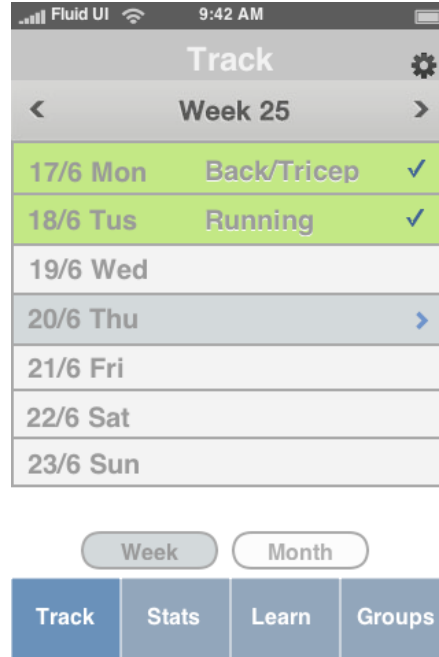 Fluid UI 9:42 AM
Track
Week 25
17/6 Mon Back/Tricep
18/6 Tus Running
19/6 Wed
20/6 Thu
21/6 Fri
22/6 Sat
23/6 Sun
Week Month
Track Stats Learn Groups